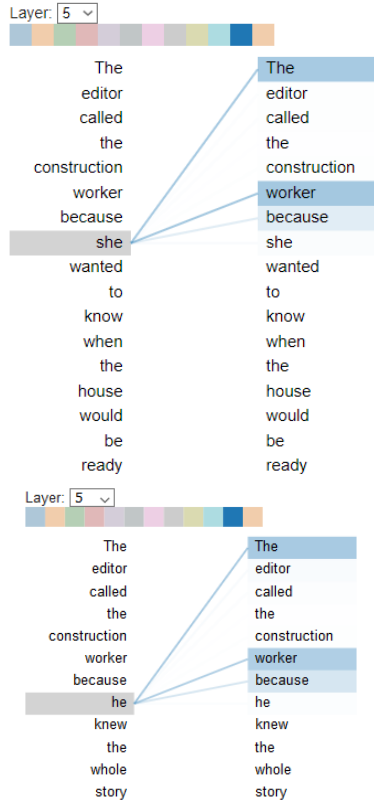 Layer: 5
The The
editor editor
called called
the the
construction construction
worker worker
because because
she she
wanted wanted
to to
know know
when when
the the
house house
would would
be be
ready ready
Layer: 5
The The
editor editor
called called
the the
construction construction
worker worker
because because
he he
knew knew
the the
whole whole
story story